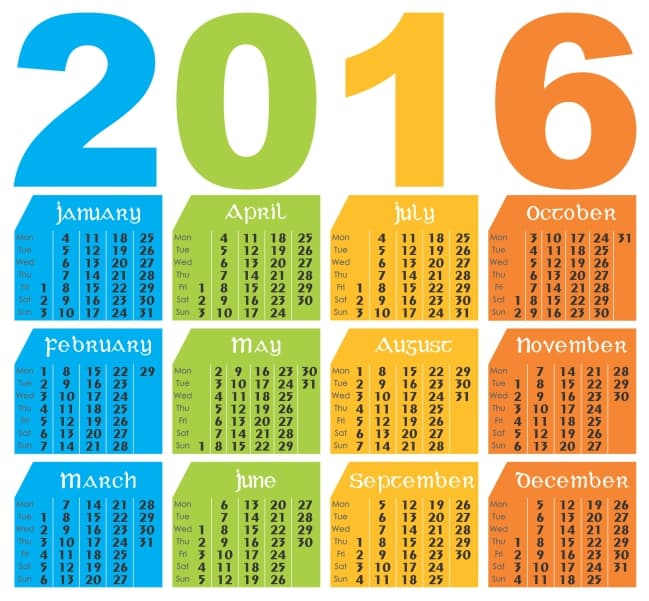 2016
January
Mon 4 11 18 25
Tue 5 12 19 26
Wed 6 13 20 27
Thu 7 14 21 28
Fri 1 8 15 22 29
Sat 2 9 16 23 30
Sun 3 10 17 24 31
April
Mon 4 11 18 25
Tue 5 12 19 26
Wed 6 13 20 27
Thu 7 14 21 28
Fri 1 8 15 22 29
Sat 2 9 16 23 30
Sun 3 10 17 24
July
Mon 4 11 18 25
Tue 5 12 19 26
Wed 6 13 20 27
Thu 7 14 21 28
Fri 1 8 15 22 29
Sat 2 9 16 23 30
Sun 3 10 17 24 31
October
Mon 3 10 17 24 31
Tue 4 11 18 25
Wed 5 12 19 26
Thu 6 13 20 27
Fri 7 14 21 28
Sat 1 8 15 22 29
Sun 2 9 16 23 30
February
Mon 1 8 15 22 29
Tue 2 9 16 23
Wed 3 10 17 24
Thu 4 11 18 25
Fri 5 12 19 26
Sat 6 13 20 27
Sun 7 14 21 28
May
Mon 2 9 16 23 30
Tue 3 10 17 24 31
Wed 4 11 18 25
Thu 5 12 19 26
Fri 6 13 20 27
Sat 7 14 21 28
Sun 1 8 15 22 29
August
Mon 1 8 15 22 29
Tue 2 9 16 23 30
Wed 3 10 17 24 31
Thu 4 11 18 25
Fri 5 12 19 26
Sat 6 13 20 27
Sun 7 14 21 28
November
Mon 7 14 21 28
Tue 1 8 15 22 29
Wed 2 9 16 23 30
Thu 3 10 17 24
Fri 4 11 18 25
Sat 5 12 19 26
Sun 6 13 20 27
March
Mon 7 14 21 28
Tue 1 8 15 22 29
Wed 2 9 16 23 30
Thu 3 10 17 24 31
Fri 4 11 18 25
Sat 5 12 19 26
Sun 6 13 20 27
June
Mon 6 13 20 27
Tue 7 14 21 28
Wed 1 8 15 22 29
Thu 2 9 16 23 30
Fri 3 10 17 24
Sat 4 11 18 25
Sun 5 12 19 26
September
Mon 5 12 19 26
Tue 6 13 20 27
Wed 7 14 21 28
Thu 1 8 15 22 29
Fri 2 9 16 23 30
Sat 3 10 17 24
Sun 4 11 18 25
December
Mon 5 12 19 26
Tue 6 13 20 27
Wed 7 14 21 28
Thu 1 8 15 22 29
Fri 2 9 16 23 30
Sat 3 10 17 24 31
Sun 4 11 18 25